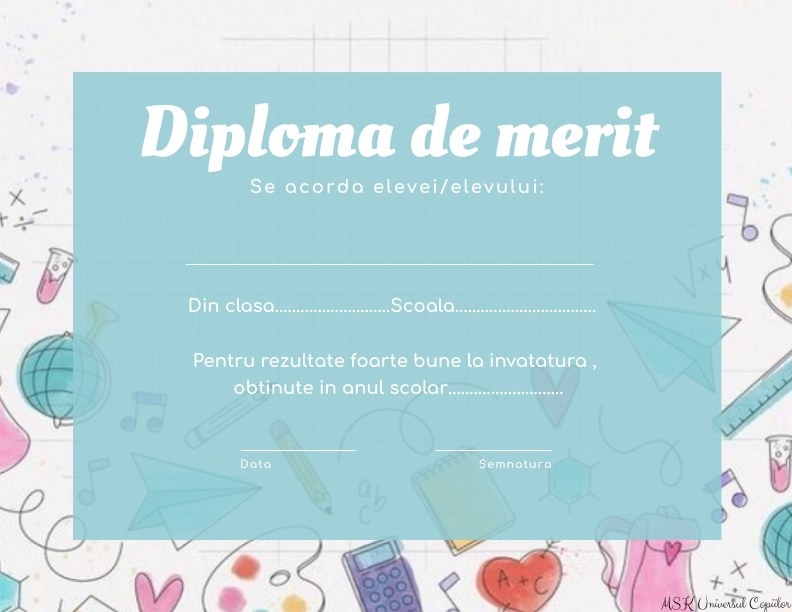 Diploma de merit
Se acorda elevei/elevului:
Din clasa...........................Scoala.................................
Pentru rezultate foarte bune la invatatura ,
obtinute in anul scolar...........................
Data Semnatura
√x y
ab
c
A+C
M.S.K Universul Copiilor